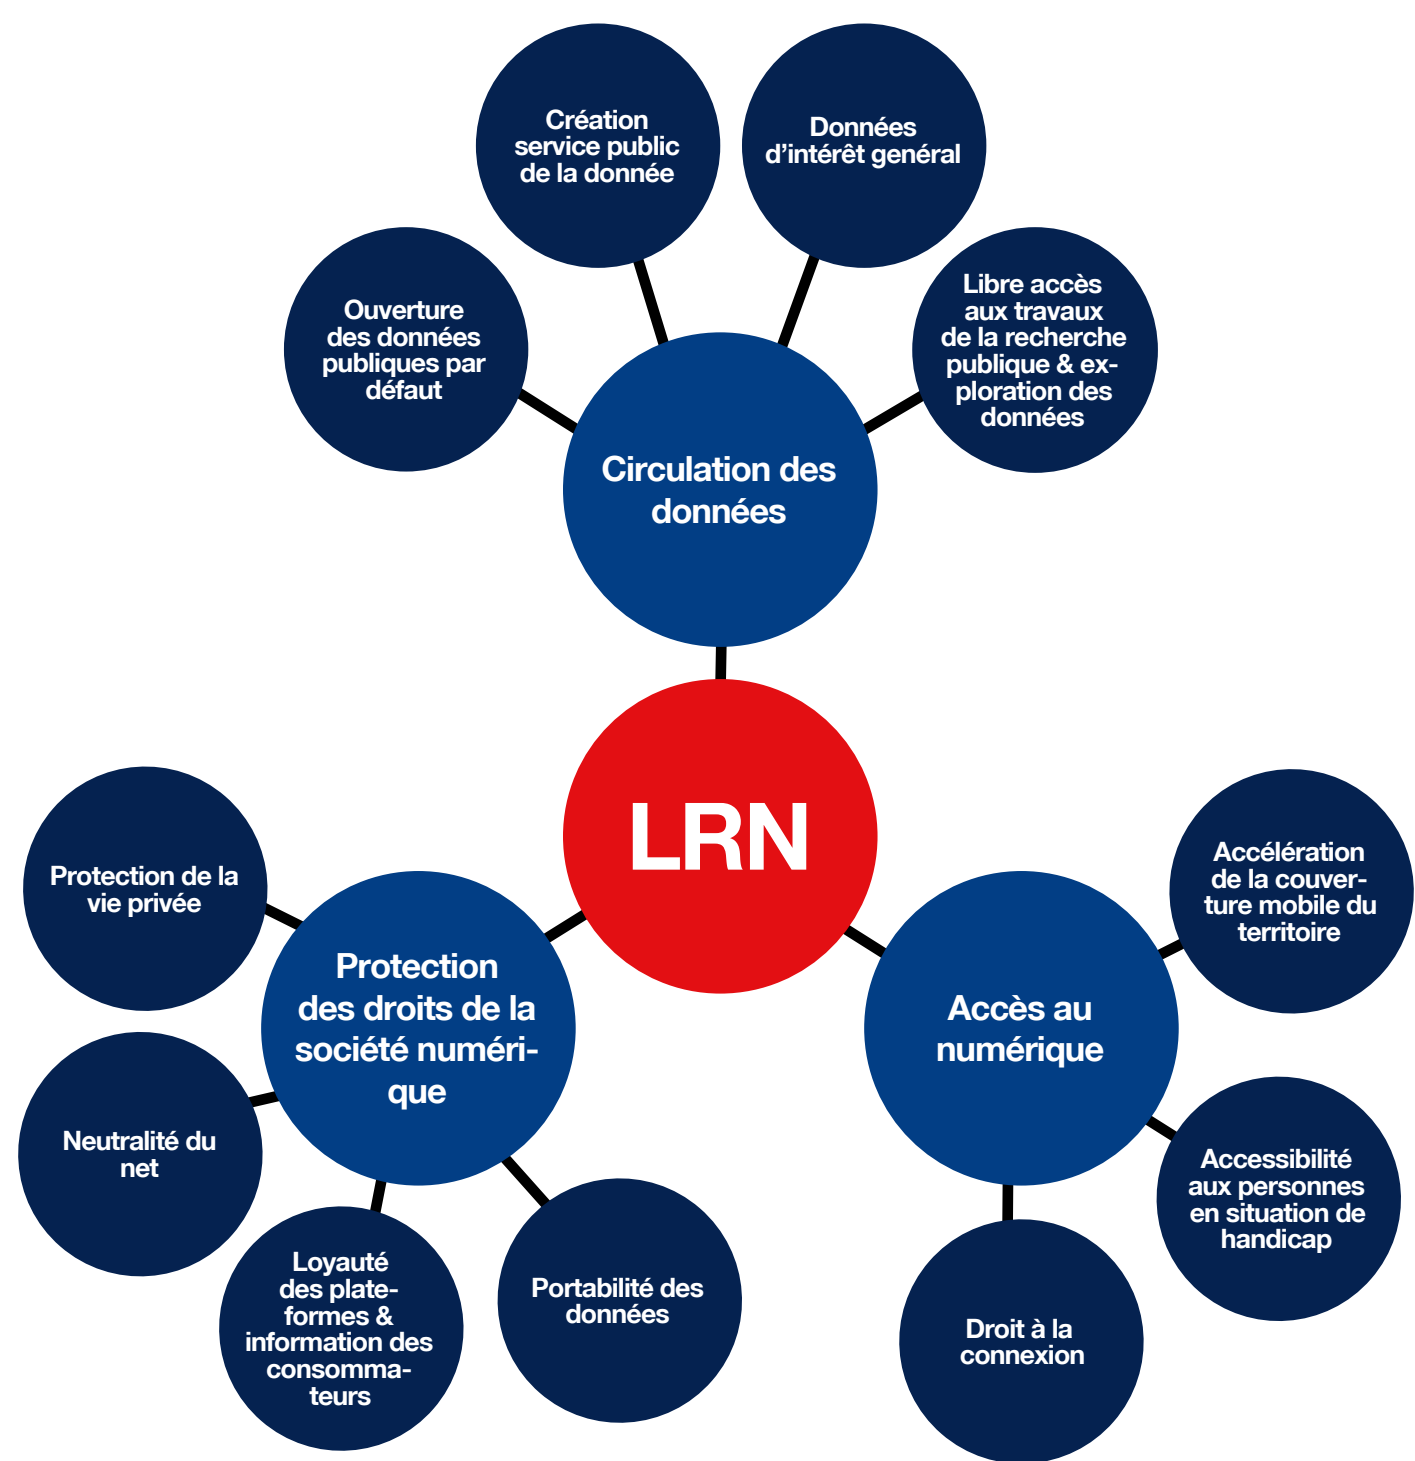 Création
service public
de la donnée
Données
d’intérêt genéral
Ouverture
des données
publiques par
défaut
Libre accès
aux travaux
de la recherche
publique & ex-
ploration des
données
Circulation des
données
LRN
Protection de la
vie privée
Protection
des droits de la
société numéri-
que
Neutralité du
net
Loyauté
des plate-
formes &
information des
consomma-
teurs
Portabilité des
données
Accès au
numérique
Accélération
de la couver-
ture mobile du
territoire
Accessibilité
aux personnes
en situation de
handicap
Droit à la
connexion